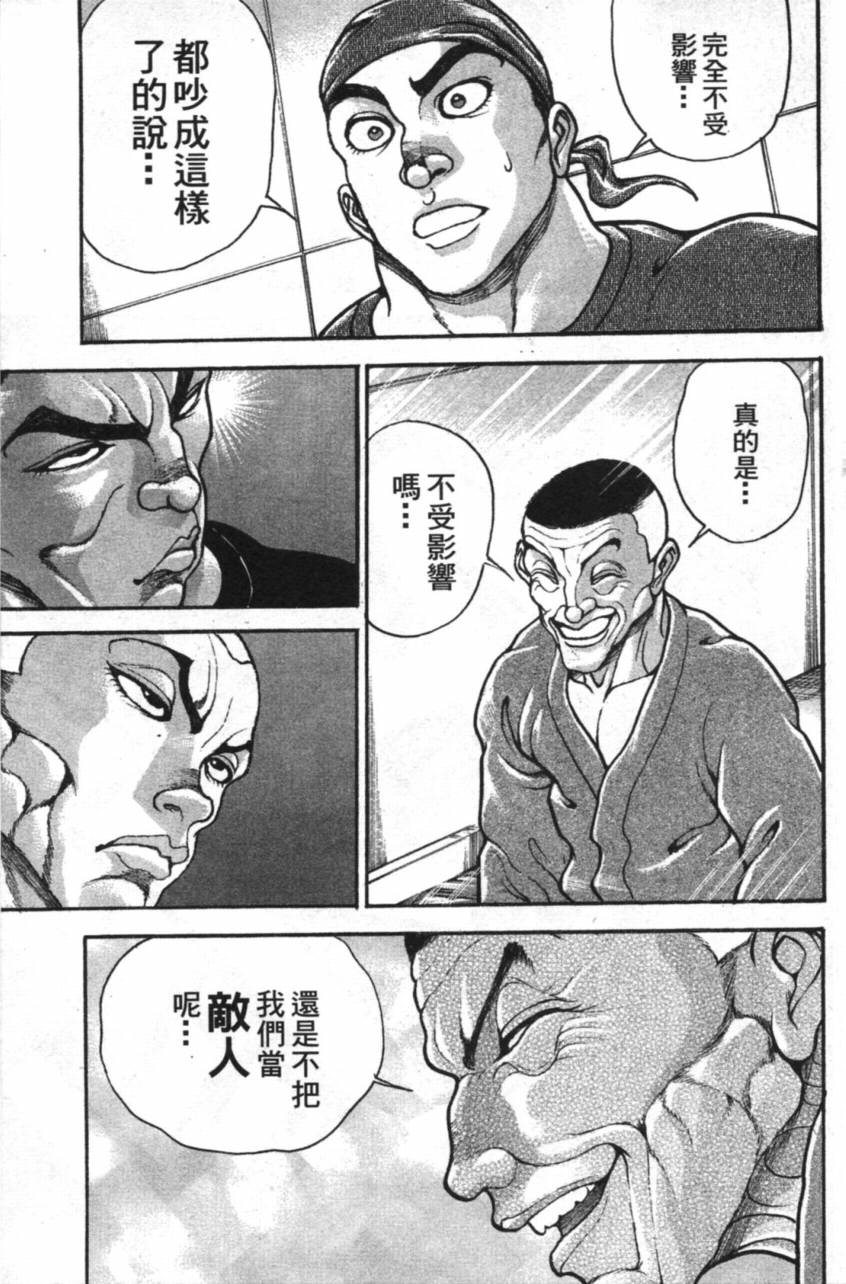 完全不受
影響…
都吵成這樣
了的說…
真的是…
不受影響
嗎…
還是不把
我們當
敵人
呢…